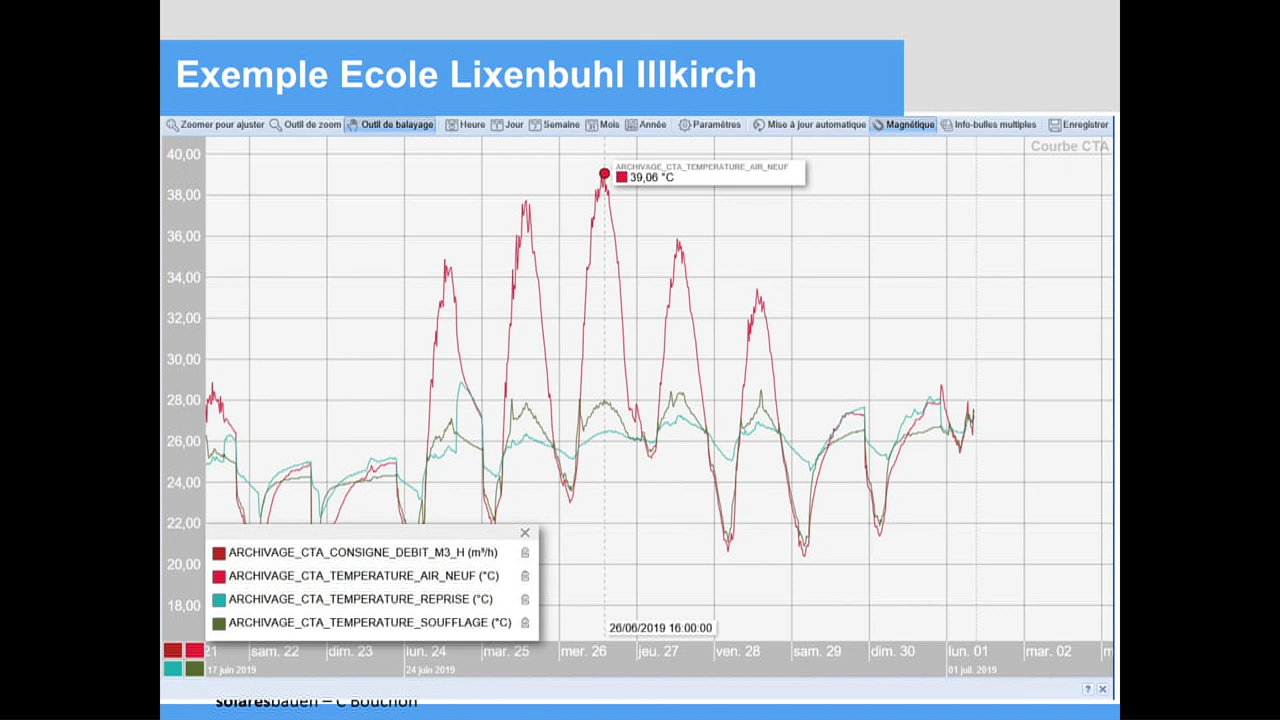 Exemple Ecole Lixenbuhl Illkirch
Zoomer pour ajuster Outil de zoom Outil de balayage Heure Jour Semaine Mois Année Paramètres Mise à jour automatique Magnétique Info-bulles multiples Enregistrer
Courbe CTA
40,00
ARCHIVAGE_CTA_TEMPERATURE_AIR_NEUF
39,06 °C
38,00
36,00
34,00
32,00
30,00
28,00
26,00
24,00
22,00
ARCHIVAGE_CTA_CONSIGNE_DEBIT_M3_H (m³/h)
20,00
ARCHIVAGE_CTA_TEMPERATURE_AIR_NEUF (°C)
ARCHIVAGE_CTA_TEMPERATURE_REPRISE (°C)
18,00
ARCHIVAGE_CTA_TEMPERATURE_SOUFFLAGE (°C)
26/06/2019 16:00:00
21 sam. 22 dim. 23 lun. 24 mar. 25 mer. 26 jeu. 27 ven. 28 sam. 29 dim. 30 lun. 01 mar. 02 m
17 juin 2019 24 juin 2019 01 juil. 2019
solaresbauen – C Bouchon